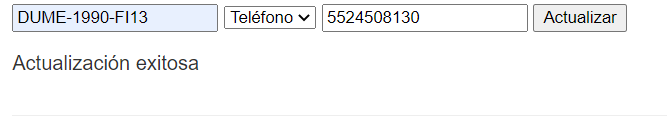 DUME-1990-FI13 Teléfono 5524508130 Actualizar
Actualización exitosa